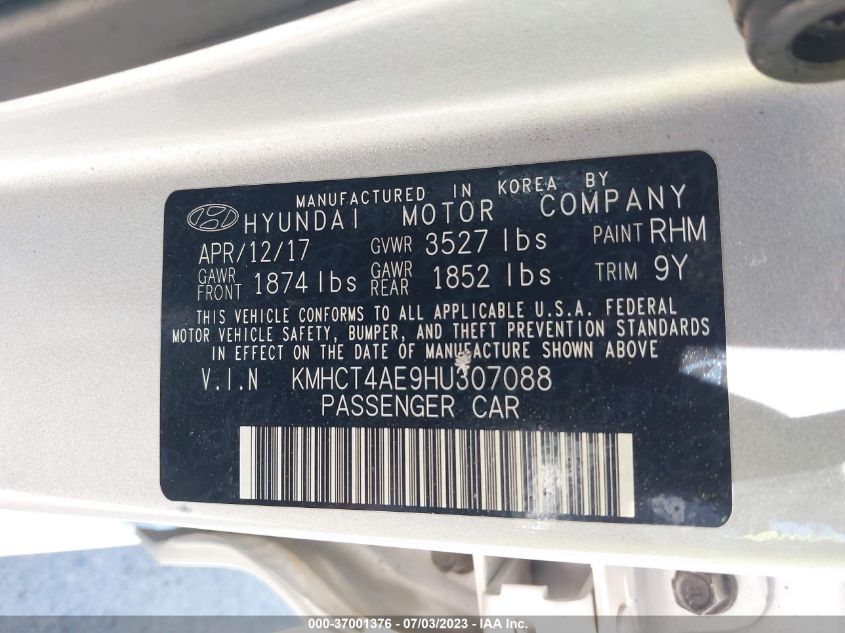 MANUFACTURED IN KOREA BY
HYUNDAI MOTOR COMPANY
APR/12/17 GVWR 3527 lbs PAINT RHM
GAWR FRONT 1874 lbs GAWR REAR 1852 lbs TRIM 9Y
THIS VEHICLE CONFORMS TO ALL APPLICABLE U.S.A. FEDERAL
MOTOR VEHICLE SAFETY, BUMPER, AND THEFT PREVENTION STANDARDS
IN EFFECT ON THE DATE OF MANUFACTURE SHOWN ABOVE
V.I.N KMHCT4AE9HU307088
PASSENGER CAR
000-37001376 - 07/03/2023 - IAA Inc.